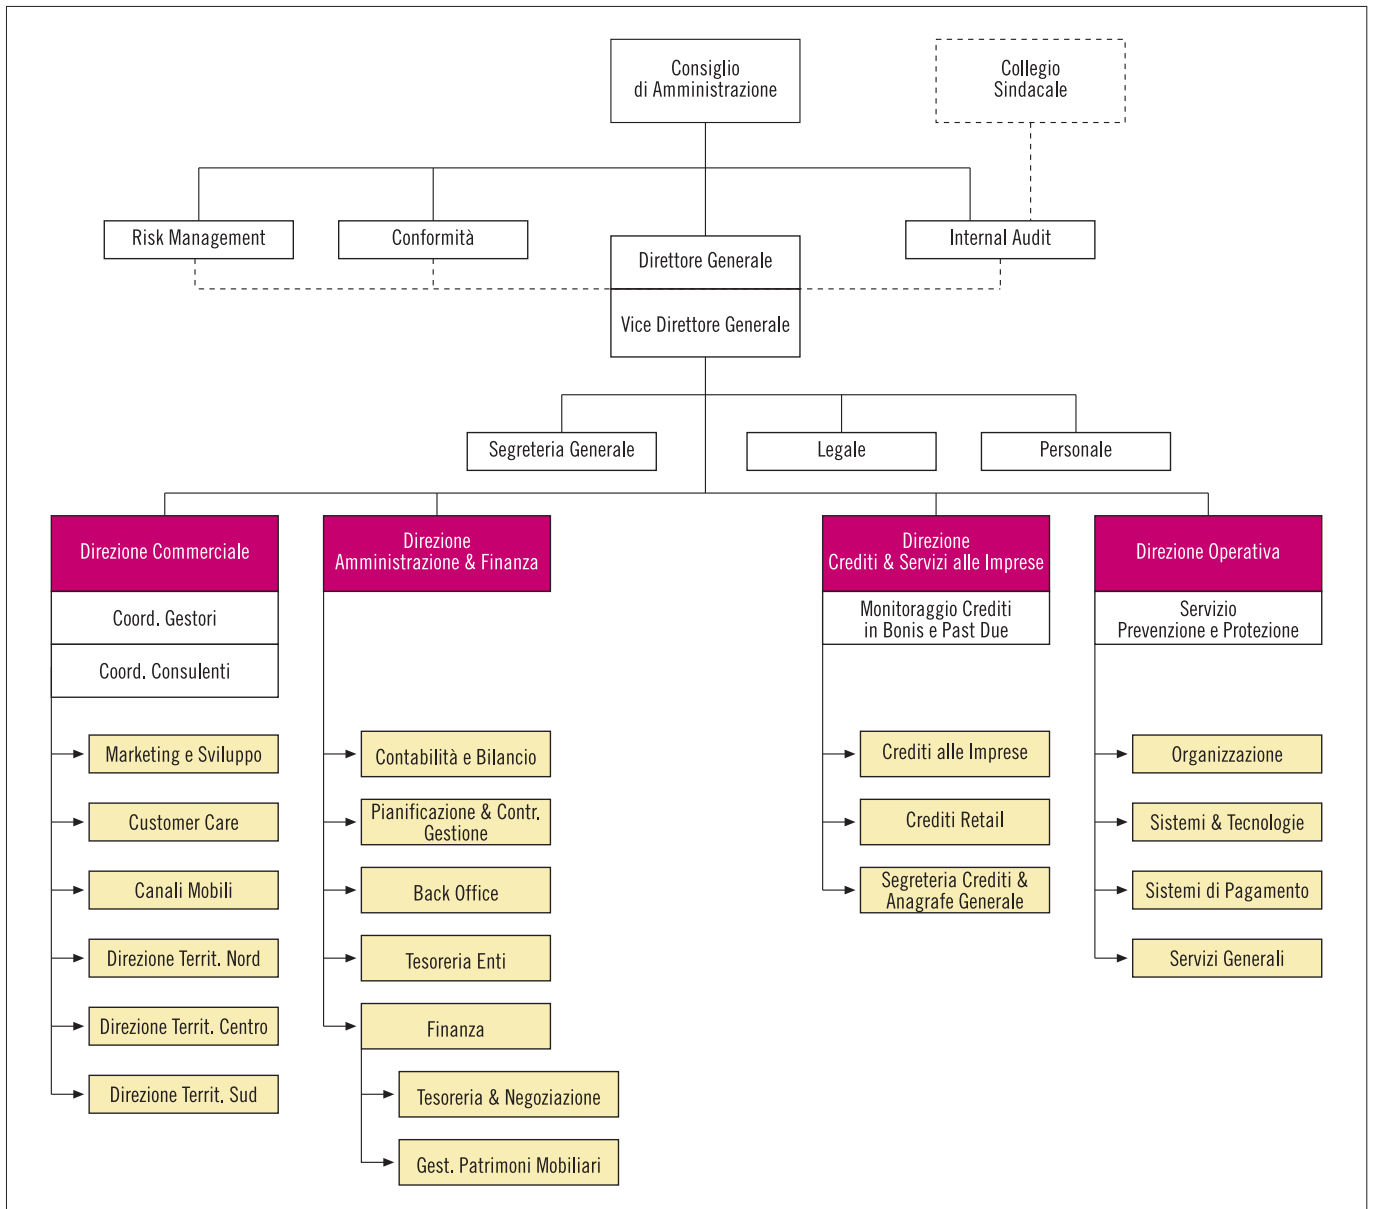 Consiglio
di Amministrazione
Collegio
Sindacale
Risk Management
Conformità
Internal Audit
Direttore Generale
Vice Direttore Generale
Segreteria Generale
Legale
Personale
Direzione Commerciale
Coord. Gestori
Coord. Consulenti
Marketing e Sviluppo
Customer Care
Canali Mobili
Direzione Territ. Nord
Direzione Territ. Centro
Direzione Territ. Sud
Direzione
Amministrazione & Finanza
Contabilità e Bilancio
Pianificazione & Contr.
Gestione
Back Office
Tesoreria Enti
Finanza
Tesoreria & Negoziazione
Gest. Patrimoni Mobiliari
Direzione
Crediti & Servizi alle Imprese
Monitoraggio Crediti
in Bonis e Past Due
Crediti alle Imprese
Crediti Retail
Segreteria Crediti &
Anagrafe Generale
Direzione Operativa
Servizio
Prevenzione e Protezione
Organizzazione
Sistemi & Tecnologie
Sistemi di Pagamento
Servizi Generali